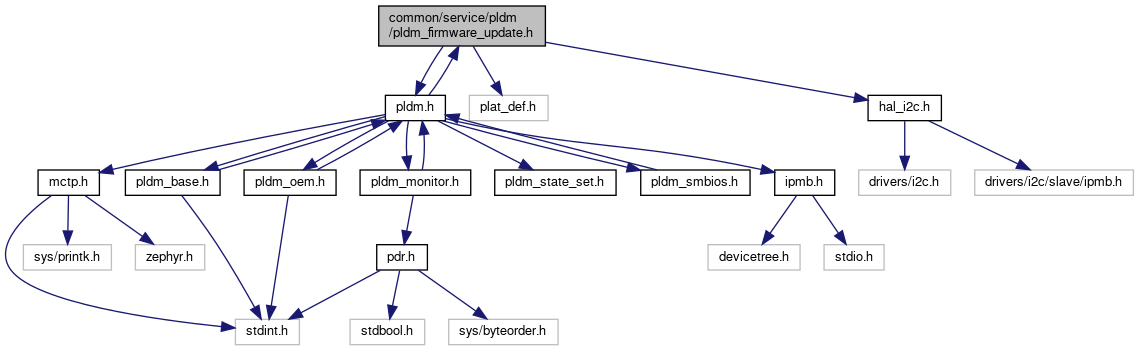 common/service/pldm
/pldm_firmware_update.h
pldm.h
plat_def.h
hal_i2c.h
mctp.h
pldm_base.h
pldm_oem.h
pldm_monitor.h
pldm_state_set.h
pldm_smbios.h
ipmb.h
drivers/i2c.h
drivers/i2c/slave/ipmb.h
sys/printk.h
zephyr.h
pdr.h
devicetree.h
stdio.h
stdint.h
stdbool.h
sys/byteorder.h